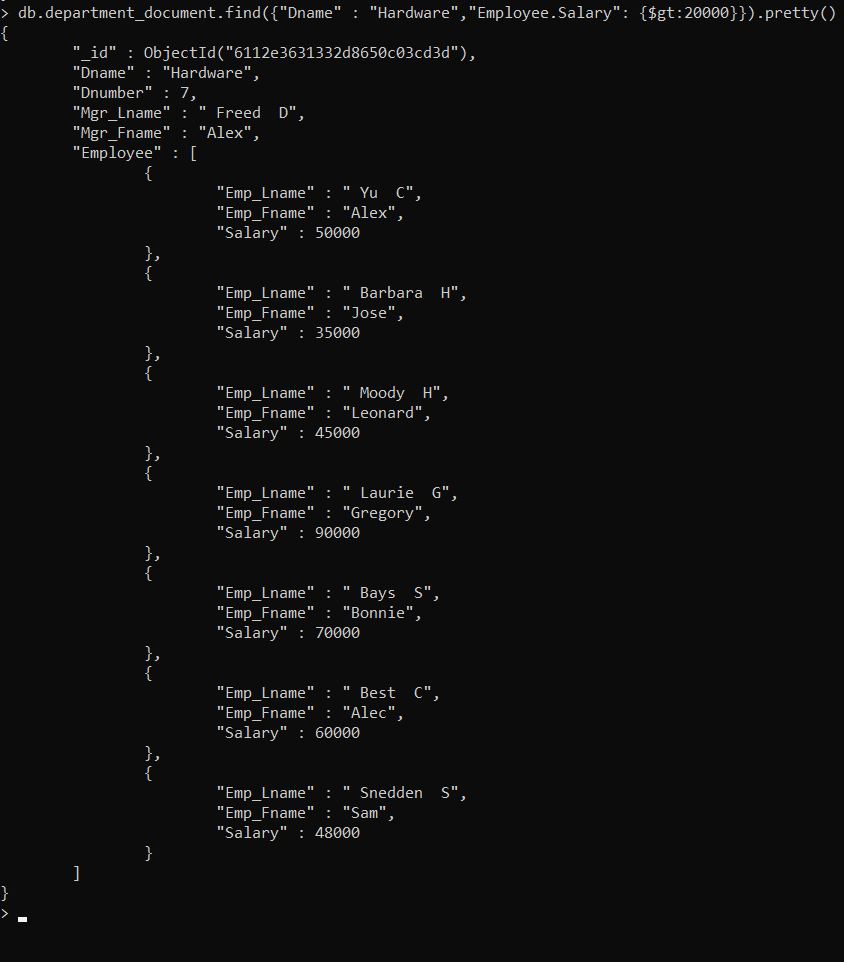 > db.department_document.find({"Dname" : "Hardware","Employee.Salary": {$gt:20000}}).pretty()
{
        "_id" : ObjectId("6112e3631332d8650c03cd3d"),
        "Dname" : "Hardware",
        "Dnumber" : 7,
        "Mgr_Lname" : " Freed  D",
        "Mgr_Fname" : "Alex",
        "Employee" : [
                {
                        "Emp_Lname" : " Yu  C",
                        "Emp_Fname" : "Alex",
                        "Salary" : 50000
                },
                {
                        "Emp_Lname" : " Barbara  H",
                        "Emp_Fname" : "Jose",
                        "Salary" : 35000
                },
                {
                        "Emp_Lname" : " Moody  H",
                        "Emp_Fname" : "Leonard",
                        "Salary" : 45000
                },
                {
                        "Emp_Lname" : " Laurie  G",
                        "Emp_Fname" : "Gregory",
                        "Salary" : 90000
                },
                {
                        "Emp_Lname" : " Bays  S",
                        "Emp_Fname" : "Bonnie",
                        "Salary" : 70000
                },
                {
                        "Emp_Lname" : " Best  C",
                        "Emp_Fname" : "Alec",
                        "Salary" : 60000
                },
                {
                        "Emp_Lname" : " Snedden  S",
                        "Emp_Fname" : "Sam",
                        "Salary" : 48000
                }
        ]
}
>